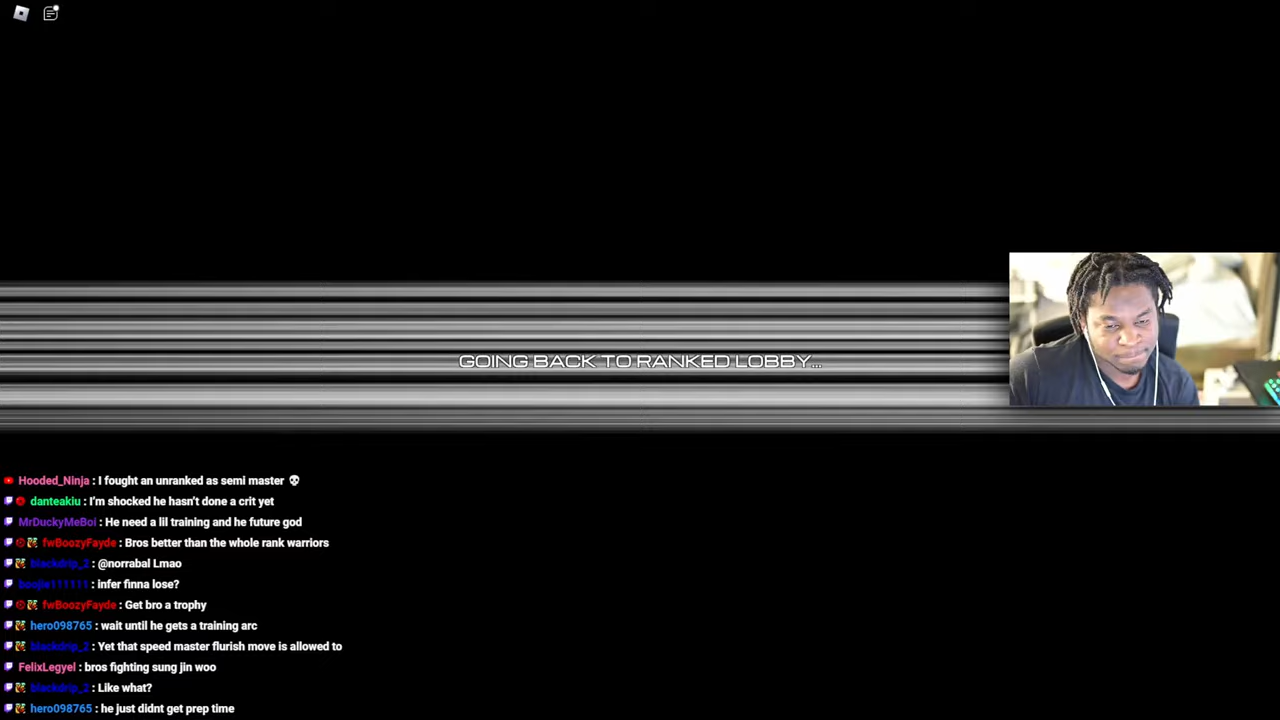 GOING BACK TO RANKED LOBBY...
Hooded_Ninja : I fought an unranked as semi master 💀
danteakiu : I'm shocked he hasn't done a crit yet
MrDuckyMeBoi : He need a lil training and he future god
fwBoozyFayde : Bros better than the whole rank warriors
blackdrip_2 : @norrabal Lmao
boojie111111 : infer finna lose?
fwBoozyFayde : Get bro a trophy
hero098765 : wait until he gets a training arc
blackdrip_2 : Yet that speed master flurish move is allowed to
FelixLegyel : bros fighting sung jin woo
blackdrip_2 : Like what?
hero098765 : he just didnt get prep time